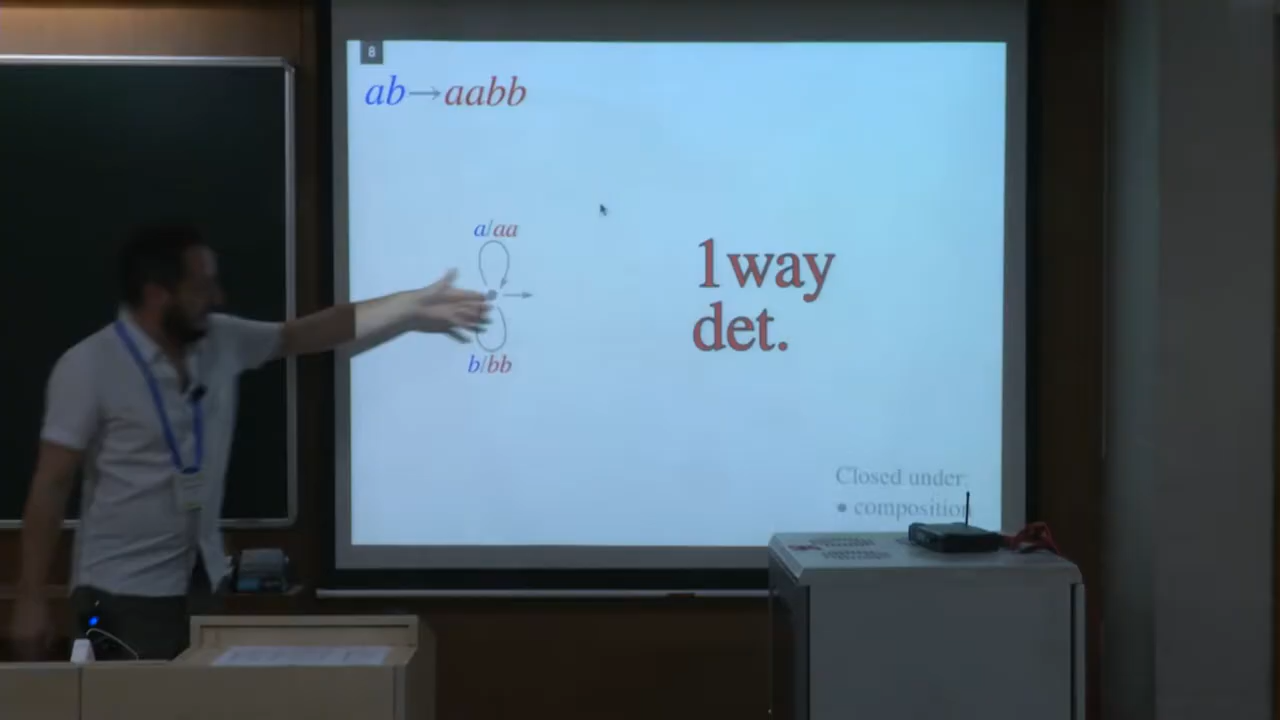 8
ab→aabb
a/aa
b/bb
1way
det.
Closed under:
• composition